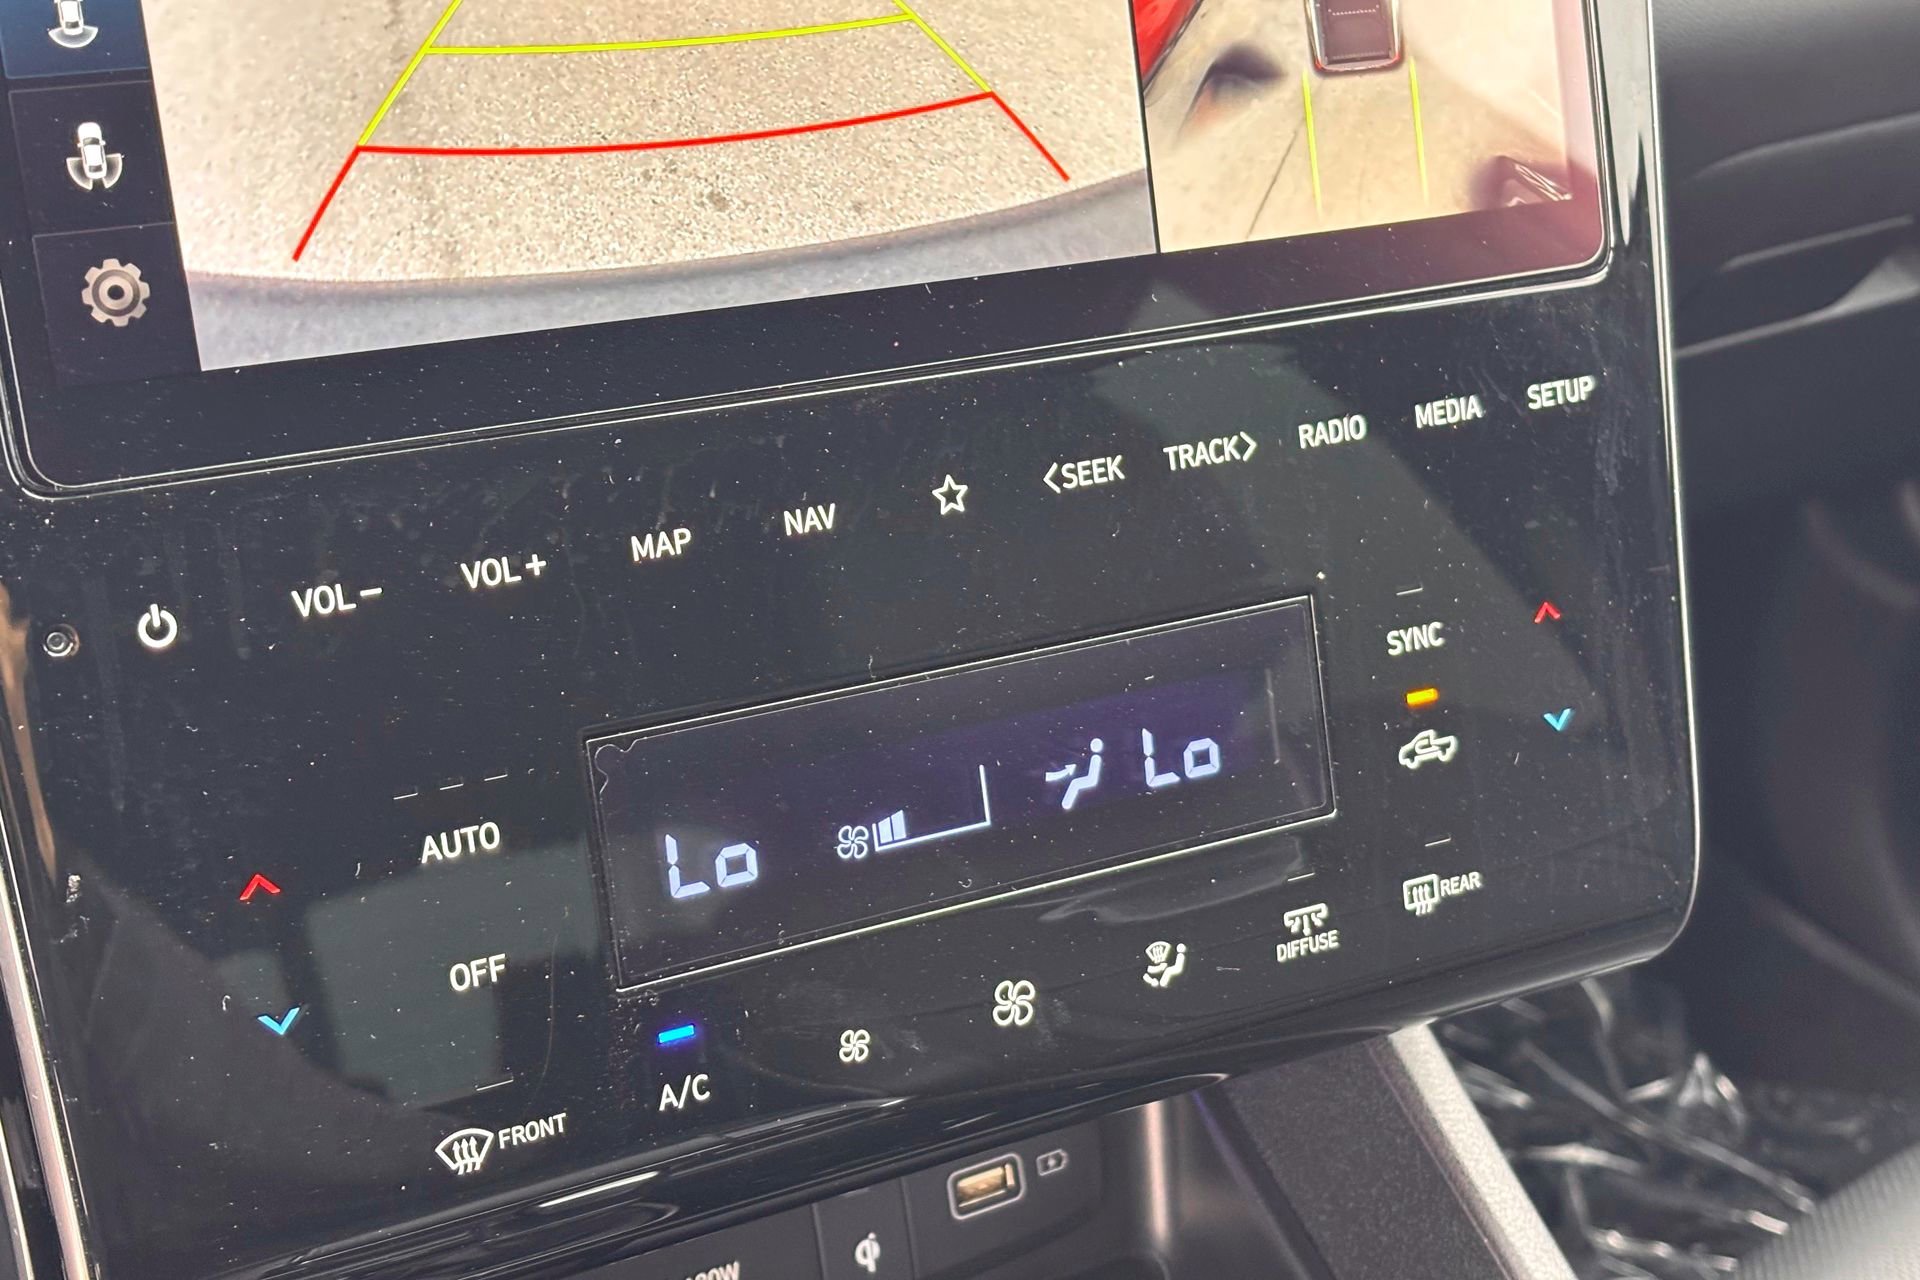 VOL−
VOL+
MAP
NAV
<SEEK
TRACK>
RADIO
MEDIA
SETUP
SYNC
AUTO
Lo
Lo
OFF
REAR
DIFFUSE
A/C
FRONT